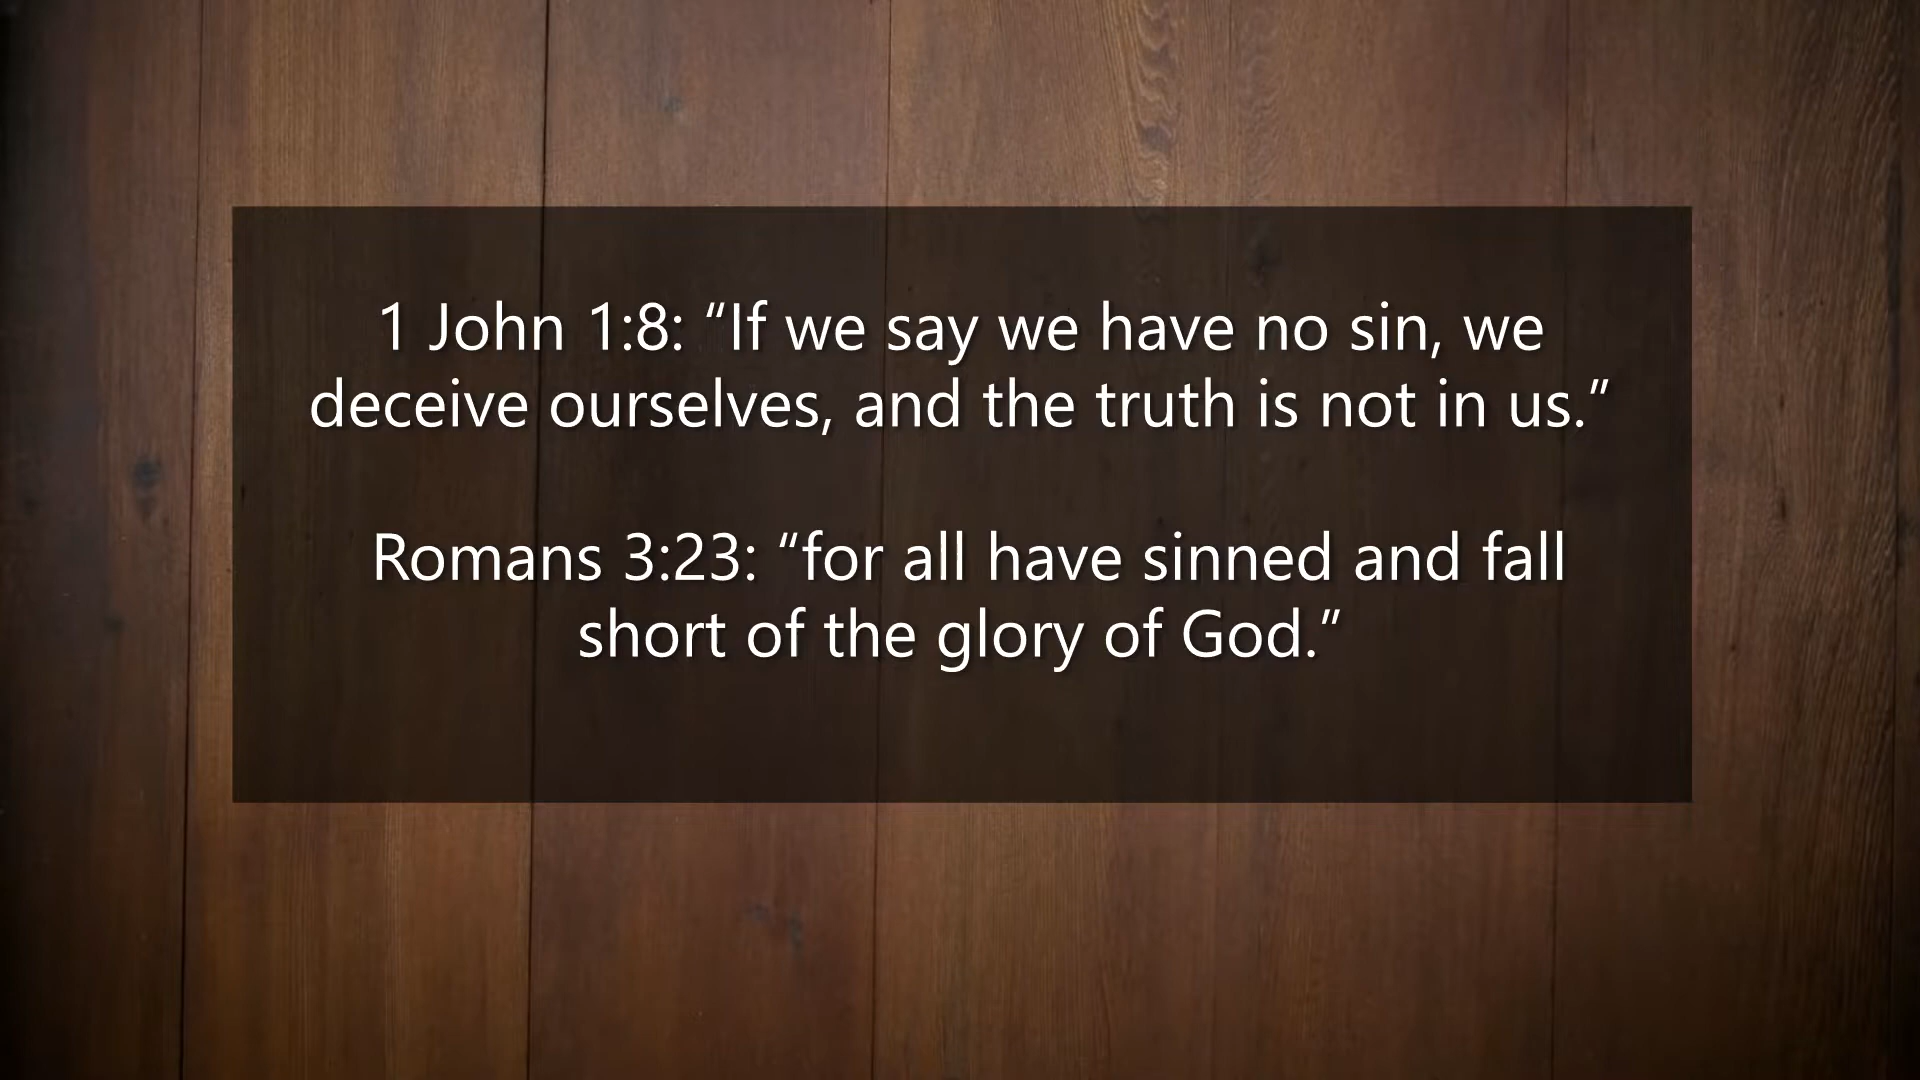 1 John 1:8: “If we say we have no sin, we
deceive ourselves, and the truth is not in us.”
Romans 3:23: “for all have sinned and fall
short of the glory of God.”